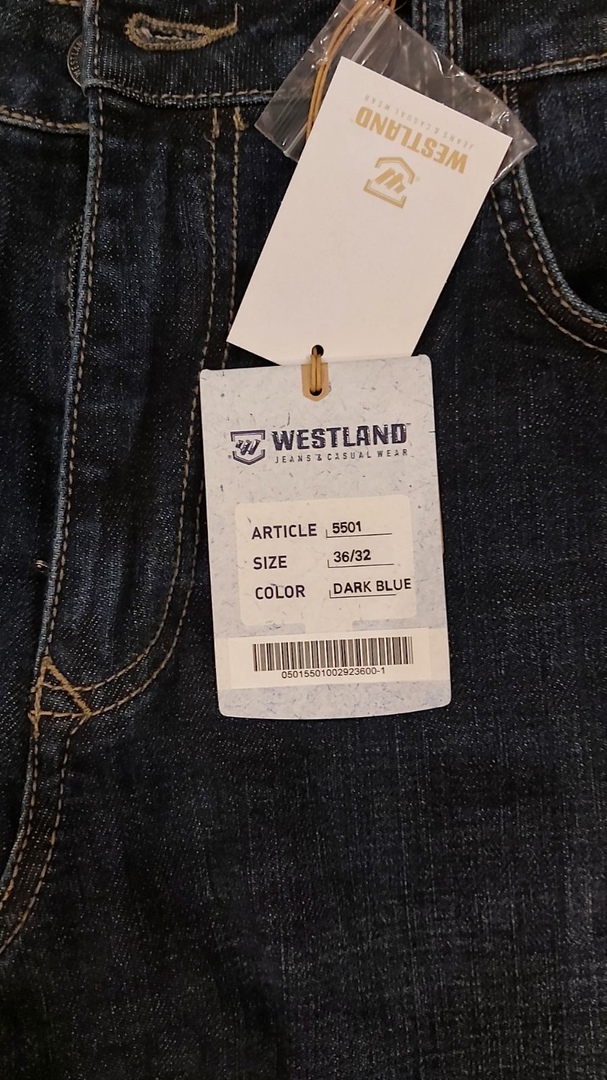 WESTLAND
JEANS & CASUAL WEAR
WESTLAND
JEANS & CASUAL WEAR
ARTICLE 5501
SIZE 36/32
COLOR DARK BLUE
05015501002923600-1